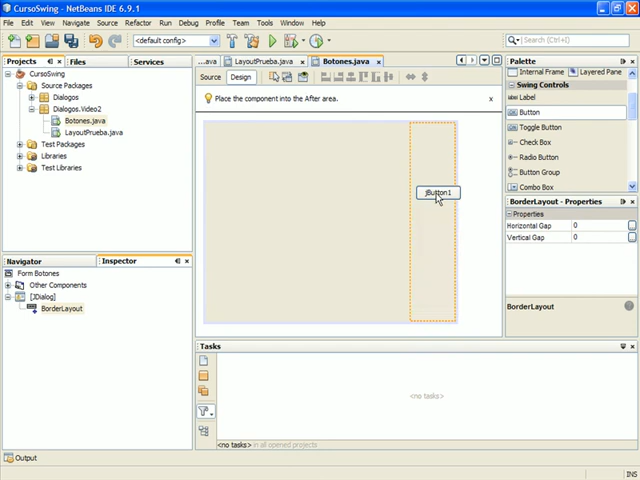 CursoSwing - NetBeans IDE 6.9.1
File Edit View Navigate Source Refactor Run Debug Profile Team Tools Window Help
<default config>
Search (Ctrl+I)
Projects Files Services
CursoSwing
Source Packages
Dialogos
Dialogos.Video2
Botones.java
LayoutPrueba.java
Test Packages
Libraries
Test Libraries
Navigator Inspector
Form Botones
Other Components
[JDialog]
BorderLayout
...ava LayoutPrueba.java Botones.java
Source Design
Place the component into the After area.
jButton1
Tasks
<no tasks>
<no tasks> in all opened projects
Palette
Internal Frame Layered Pane
Swing Controls
Label
Button
Toggle Button
Check Box
Radio Button
Button Group
Combo Box
BorderLayout - Properties
Properties
Horizontal Gap 0
Vertical Gap 0
BorderLayout
Output
INS